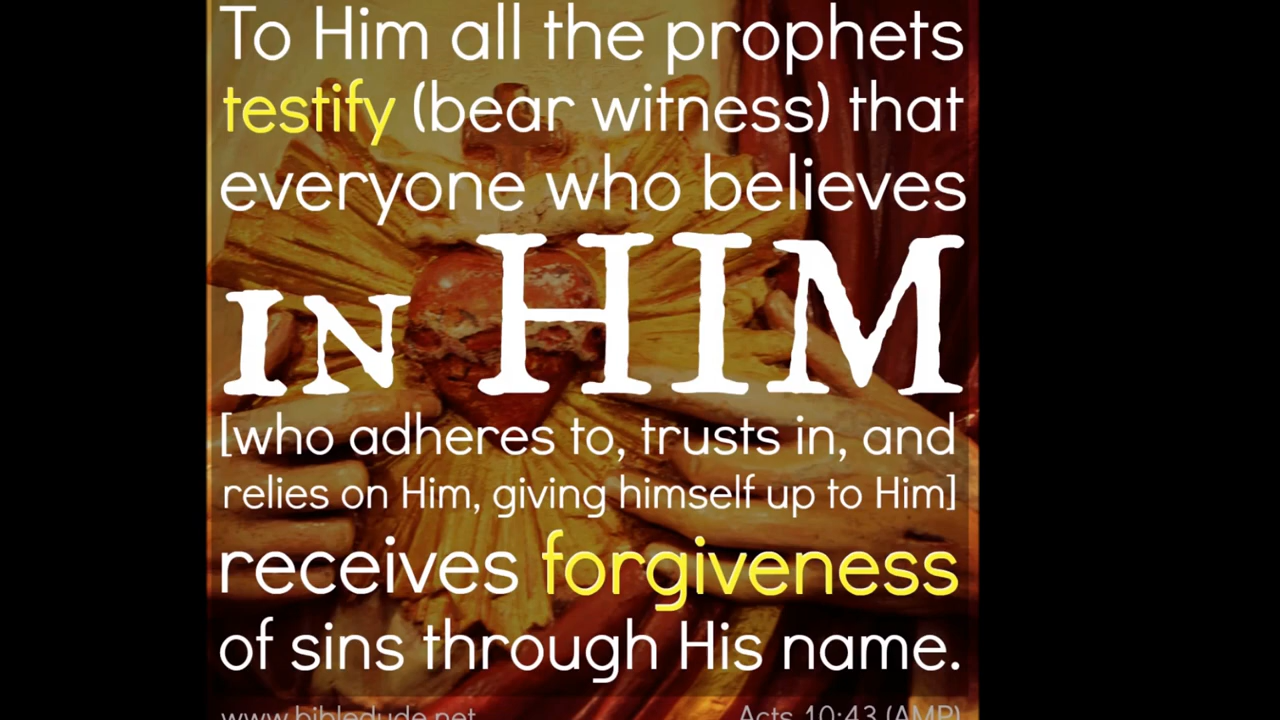 To Him all the prophets
testify (bear witness) that
everyone who believes
IN HIM
[who adheres to, trusts in, and
relies on Him, giving himself up to Him]
receives forgiveness
of sins through His name.
www.bibledude.net Acts 10:43 (AMP)